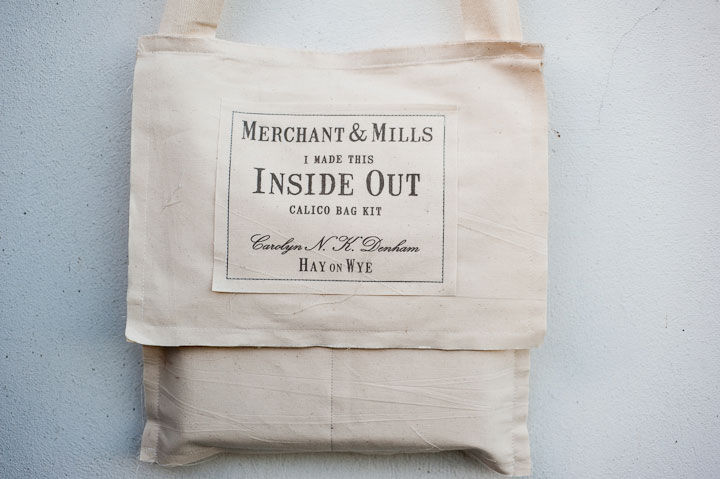 MERCHANT & MILLS
I MADE THIS
INSIDE OUT
CALICO BAG KIT
Carolyn N. K. Denham
HAY ON WYE